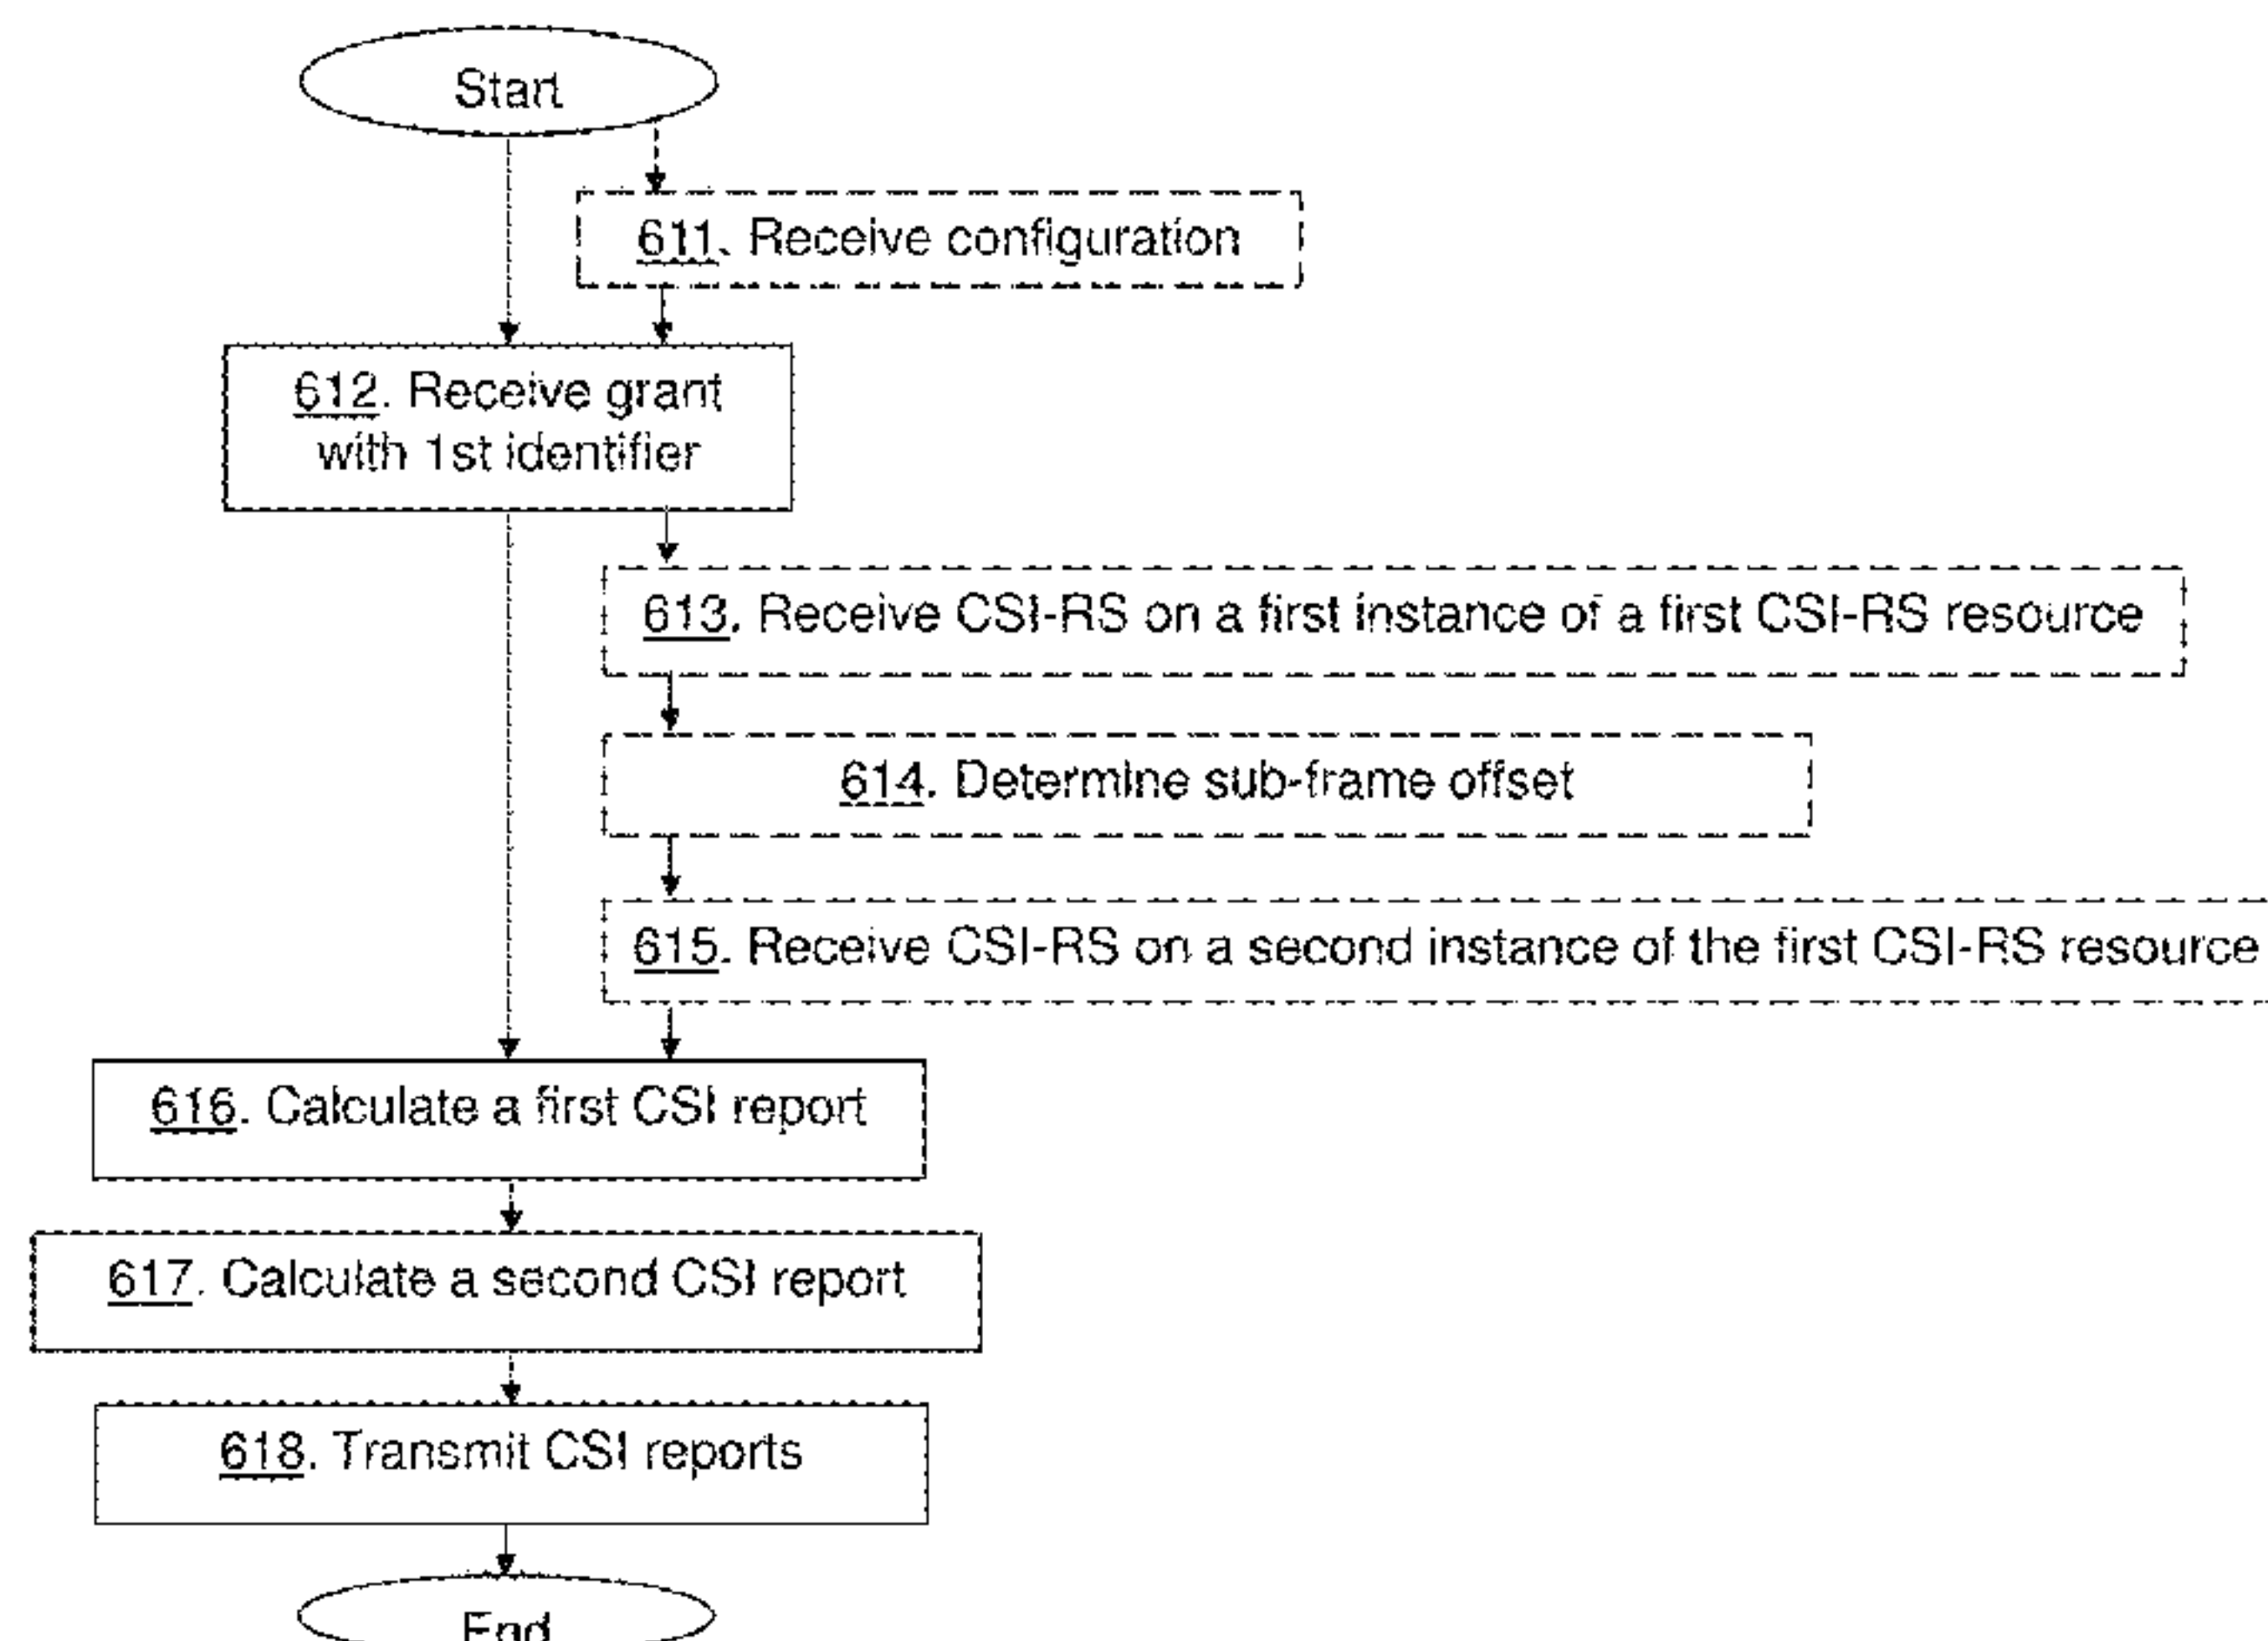 Start
611. Receive configuration
612. Receive grant
with 1st identifier
613. Receive CSI-RS on a first instance of a first CSI-RS resource
614. Determine sub-frame offset
615. Receive CSI-RS on a second instance of the first CSI-RS resource
616. Calculate a first CSI report
617. Calculate a second CSI report
618. Transmit CSI reports
End